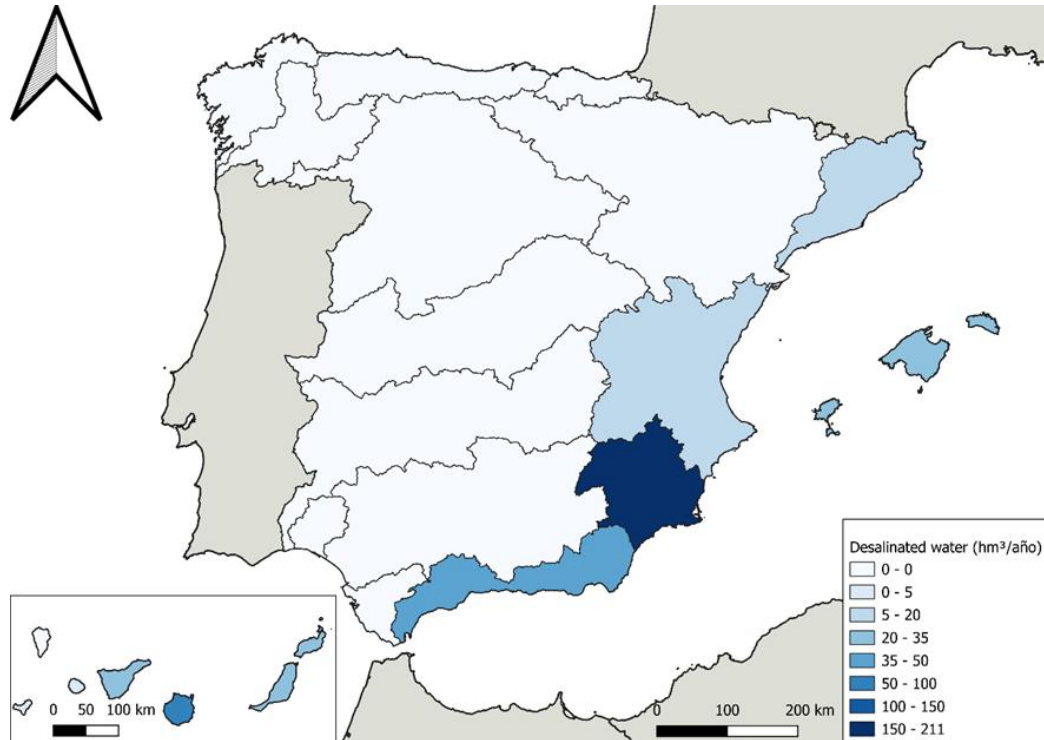 Desalinated water (hm³/año)
0 - 0
0 - 5
5 - 20
20 - 35
35 - 50
50 - 100
100 - 150
150 - 211
0 50 100 km
0 100 200 km